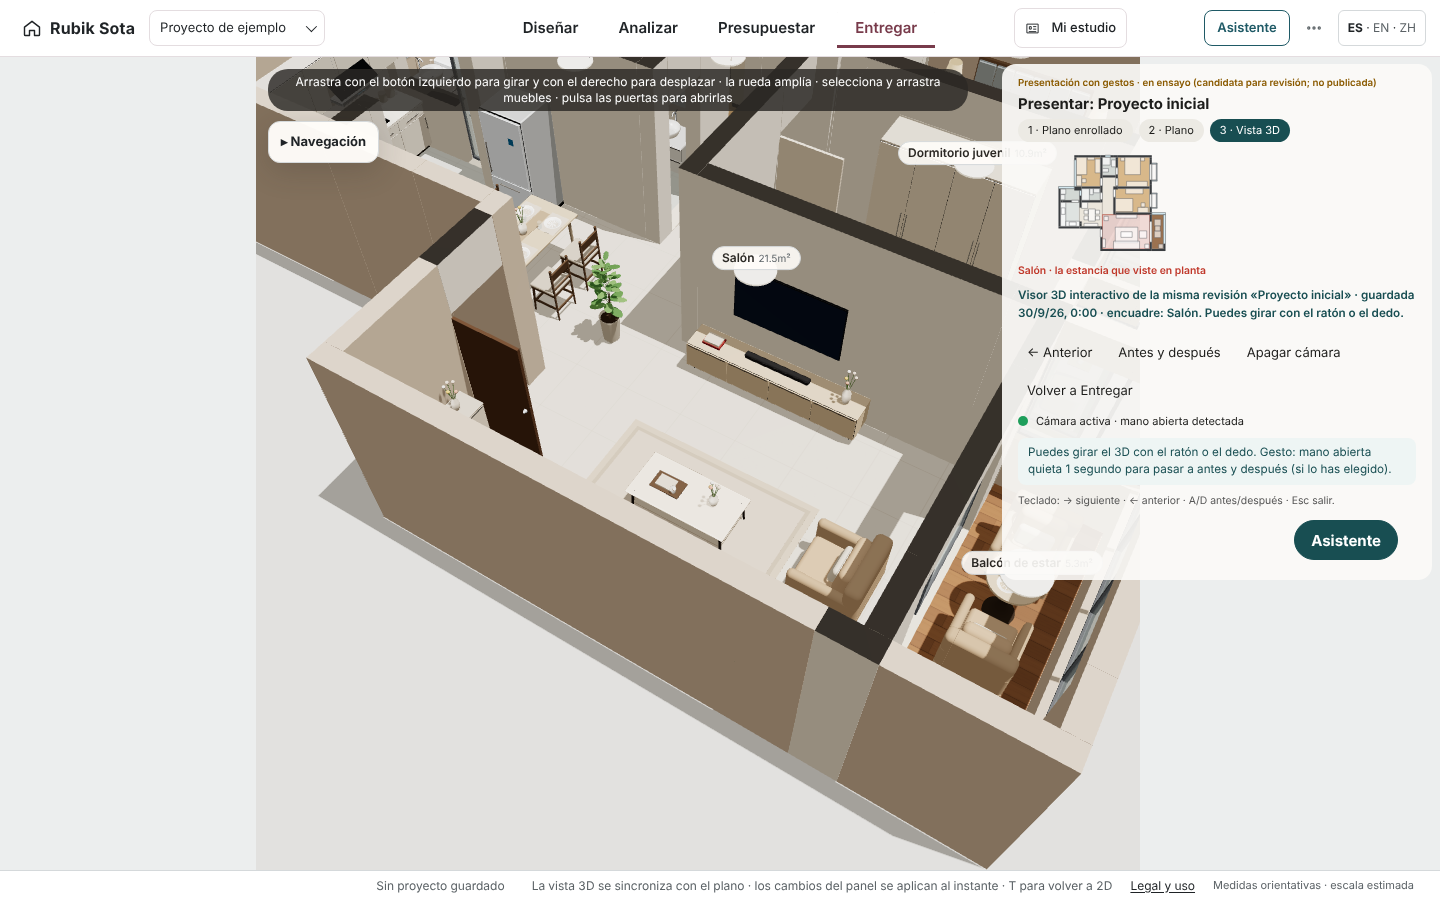 Rubik Sota
Proyecto de ejemplo
Diseñar
Analizar
Presupuestar
Entregar
Mi estudio
Asistente
ES · EN · ZH
Arrastra con el botón izquierdo para girar y con el derecho para desplazar · la rueda amplía · selecciona y arrastra
muebles · pulsa las puertas para abrirlas
▸ Navegación
Dormitorio juvenil
Salón 21.5m²
Balcón de estar
Presentación con gestos · en ensayo (candidata para revisión; no publicada)
Presentar: Proyecto inicial
1 · Plano enrollado
2 · Plano
3 · Vista 3D
Salón · la estancia que viste en planta
Visor 3D interactivo de la misma revisión «Proyecto inicial» · guardada
30/9/26, 0:00 · encuadre: Salón. Puedes girar con el ratón o el dedo.
← Anterior
Antes y después
Apagar cámara
Volver a Entregar
Cámara activa · mano abierta detectada
Puedes girar el 3D con el ratón o el dedo. Gesto: mano abierta
quieta 1 segundo para pasar a antes y después (si lo has elegido).
Teclado: → siguiente · ← anterior · A/D antes/después · Esc salir.
Asistente
Sin proyecto guardado
La vista 3D se sincroniza con el plano · los cambios del panel se aplican al instante · T para volver a 2D
Legal y uso
Medidas orientativas · escala estimada